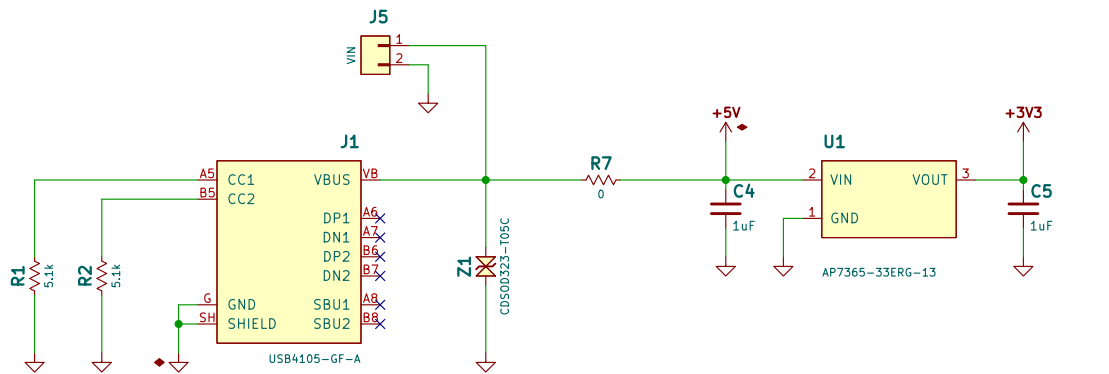 J5
VIN
1
2
+5V
+3V3
J1
U1
R7
0
A5
CC1
VBUS
VB
B5
CC2
2
VIN
VOUT
3
C4
1uF
C5
1uF
1
GND
DP1
A6
DN1
A7
DP2
B6
DN2
B7
R1
5.1k
R2
5.1k
Z1
CDSOD323-T05C
AP7365-33ERG-13
G
GND
SBU1
A8
SH
SHIELD
SBU2
B8
USB4105-GF-A